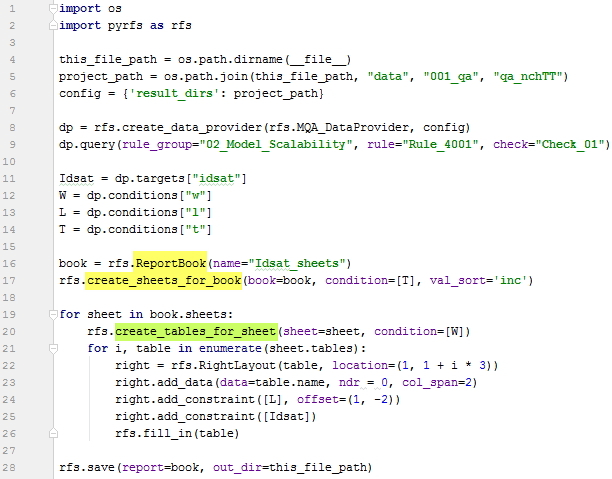 1 import os
2 import pyrfs as rfs
3
4 this_file_path = os.path.dirname(__file__)
5 project_path = os.path.join(this_file_path, "data", "001_qa", "qa_nchTT")
6 config = {'result_dirs': project_path}
7
8 dp = rfs.create_data_provider(rfs.MQA_DataProvider, config)
9 dp.query(rule_group="02_Model_Scalability", rule="Rule_4001", check="Check_01")
10
11 Idsat = dp.targets["idsat"]
12 W = dp.conditions["w"]
13 L = dp.conditions["l"]
14 T = dp.conditions["t"]
15
16 book = rfs.ReportBook(name="Idsat_sheets")
17 rfs.create_sheets_for_book(book=book, condition=[T], val_sort='inc')
18
19 for sheet in book.sheets:
20     rfs.create_tables_for_sheet(sheet=sheet, condition=[W])
21     for i, table in enumerate(sheet.tables):
22         right = rfs.RightLayout(table, location=(1, 1 + i * 3))
23         right.add_data(data=table.name, ndr = 0, col_span=2)
24         right.add_constraint([L], offset=(1, -2))
25         right.add_constraint([Idsat])
26         rfs.fill_in(table)
27
28 rfs.save(report=book, out_dir=this_file_path)